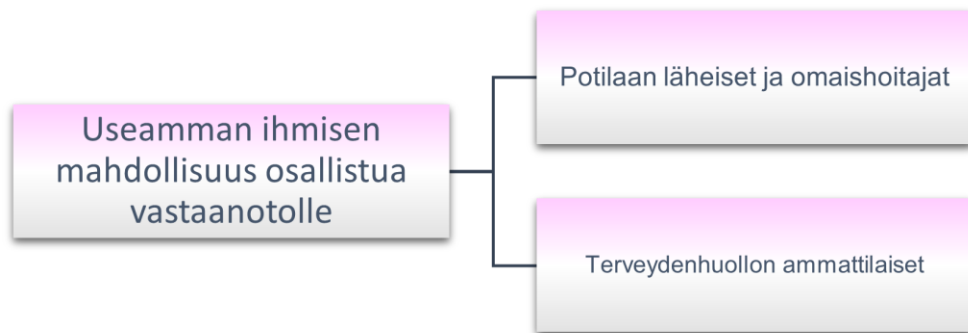 Useamman ihmisen
mahdollisuus osallistua
vastaanotolle
Potilaan läheiset ja omaishoitajat
Terveydenhuollon ammattilaiset